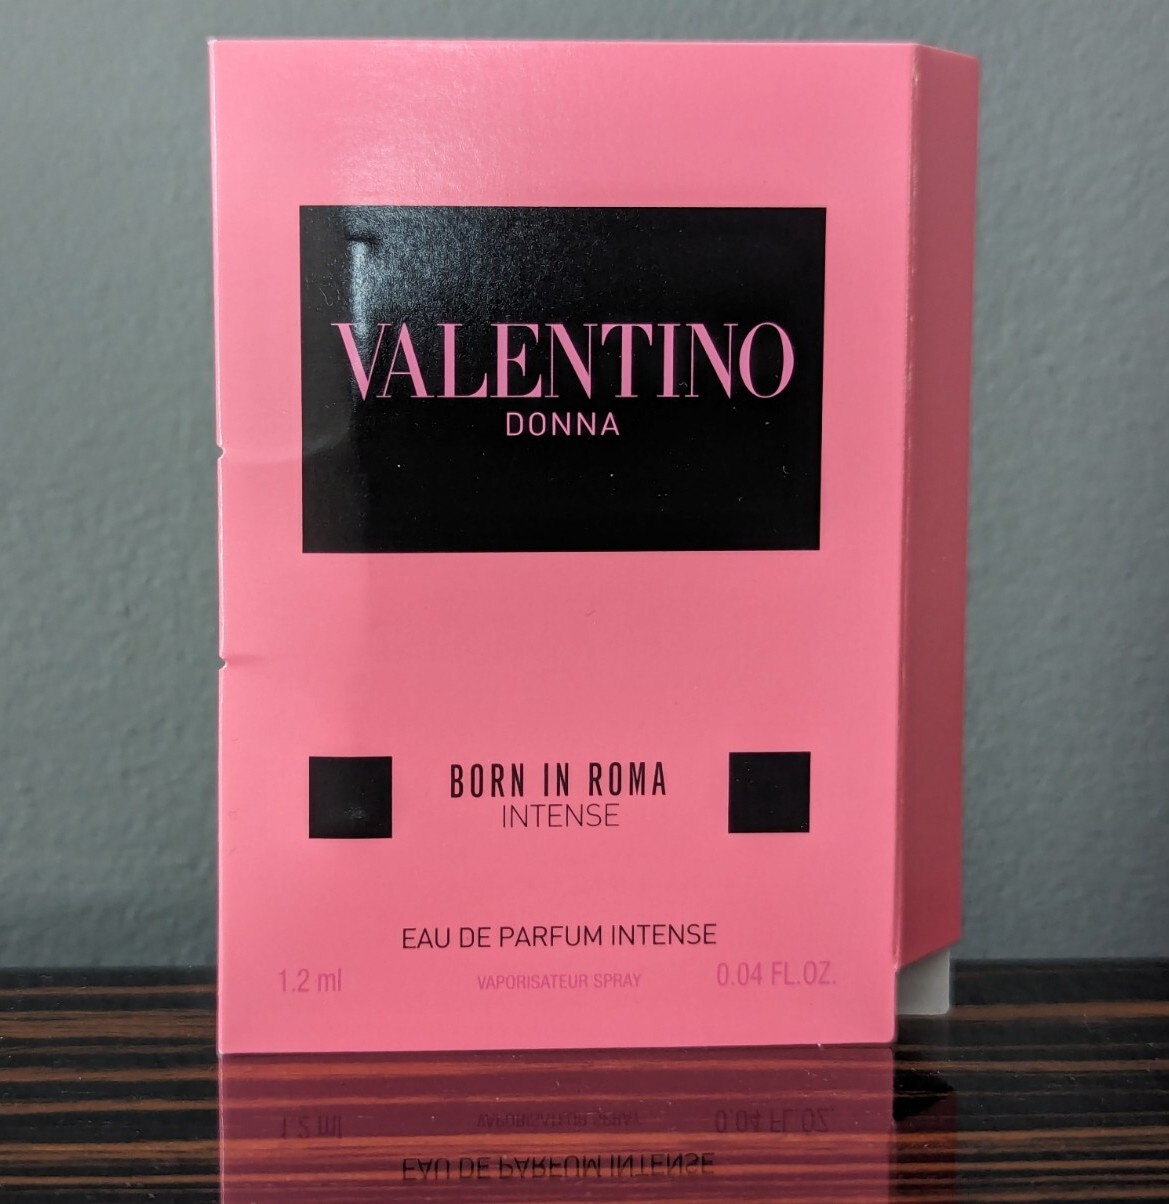 VALENTINO
DONNA
BORN IN ROMA
INTENSE
EAU DE PARFUM INTENSE
1.2 ml VAPORISATEUR SPRAY 0.04 FL.OZ.